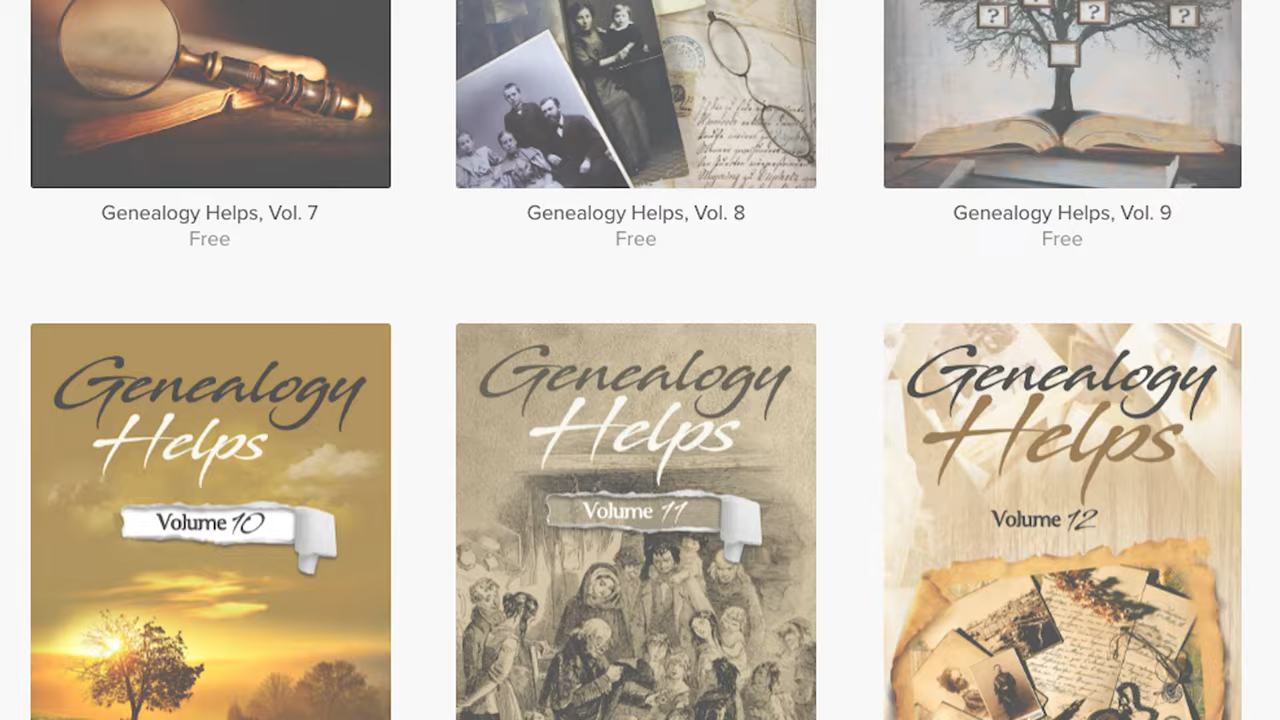 ? ? ?
Genealogy Helps, Vol. 7
Free
Genealogy Helps, Vol. 8
Free
Genealogy Helps, Vol. 9
Free
Genealogy
Helps
Volume 10
Genealogy
Helps
Volume 11
Genealogy
Helps
Volume 12